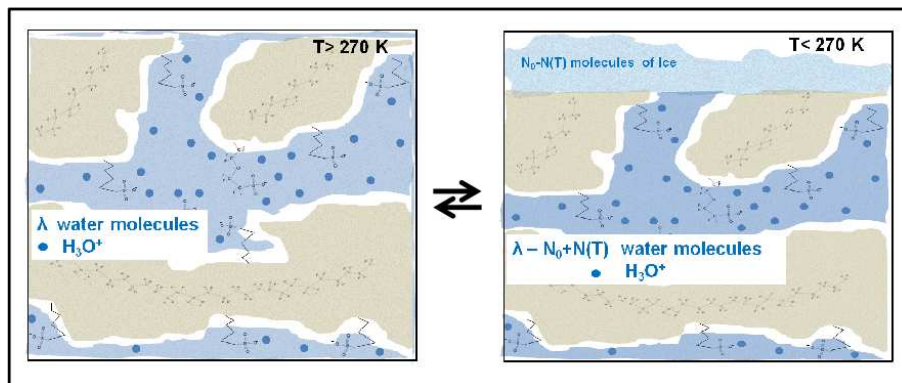 T> 270 K
λ water molecules
H₃O⁺
T< 270 K
N₀-N(T) molecules of Ice
λ – N₀+N(T) water molecules
H₃O⁺